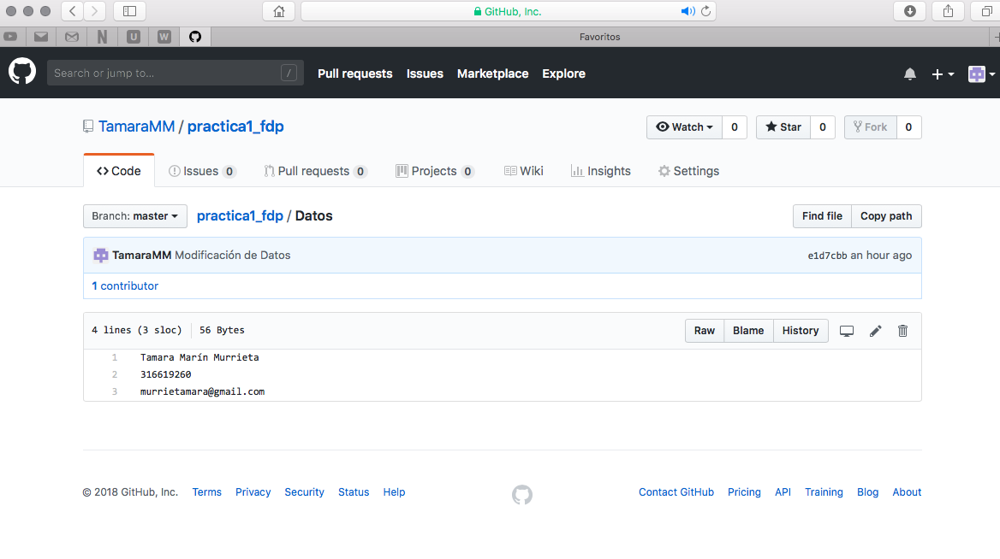 GitHub, Inc.
N U W
Favoritos
Search or jump to... / Pull requests Issues Marketplace Explore
TamaraMM / practica1_fdp
Watch 0 Star 0 Fork 0
Code Issues 0 Pull requests 0 Projects 0 Wiki Insights Settings
Branch: master practica1_fdp / Datos Find file Copy path
TamaraMM Modificación de Datos e1d7cbb an hour ago
1 contributor
4 lines (3 sloc) 56 Bytes Raw Blame History
1 Tamara Marín Murrieta
2 316619260
3 murrietamara@gmail.com
© 2018 GitHub, Inc. Terms Privacy Security Status Help Contact GitHub Pricing API Training Blog About